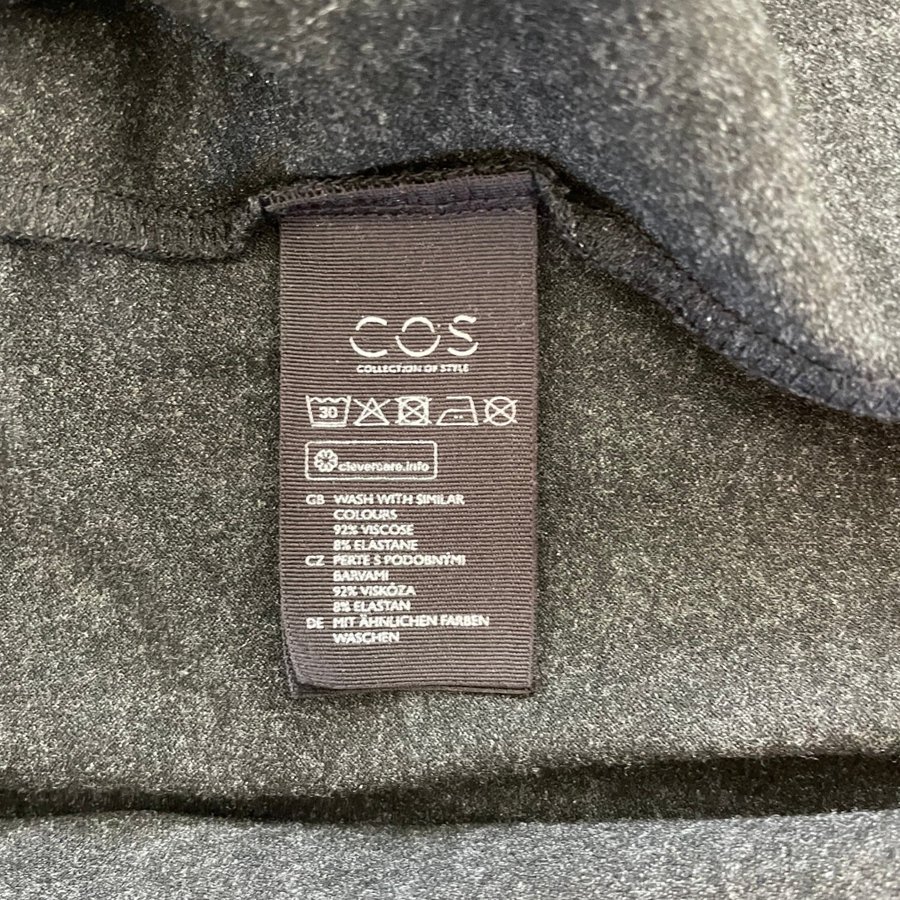 COS
COLLECTION OF STYLE
30
clevercare.info
GB WASH WITH SIMILAR
COLOURS
92% VISCOSE
8% ELASTANE
CZ PERTE S PODOBNÝMI
BARVAMI
92% VISKÓZA
8% ELASTAN
DE MIT ÄHNLICHEN FARBEN
WASCHEN